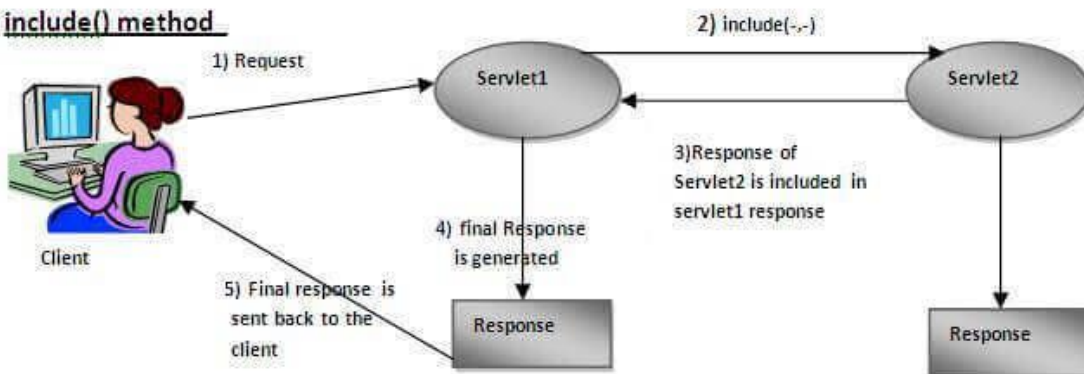 include() method
1) Request
2) include(-,-)
Servlet1
Servlet2
3)Response of
Servlet2 is included in
servlet1 response
Client
4) final Response
is generated
5) Final response is
sent back to the
client
Response
Response